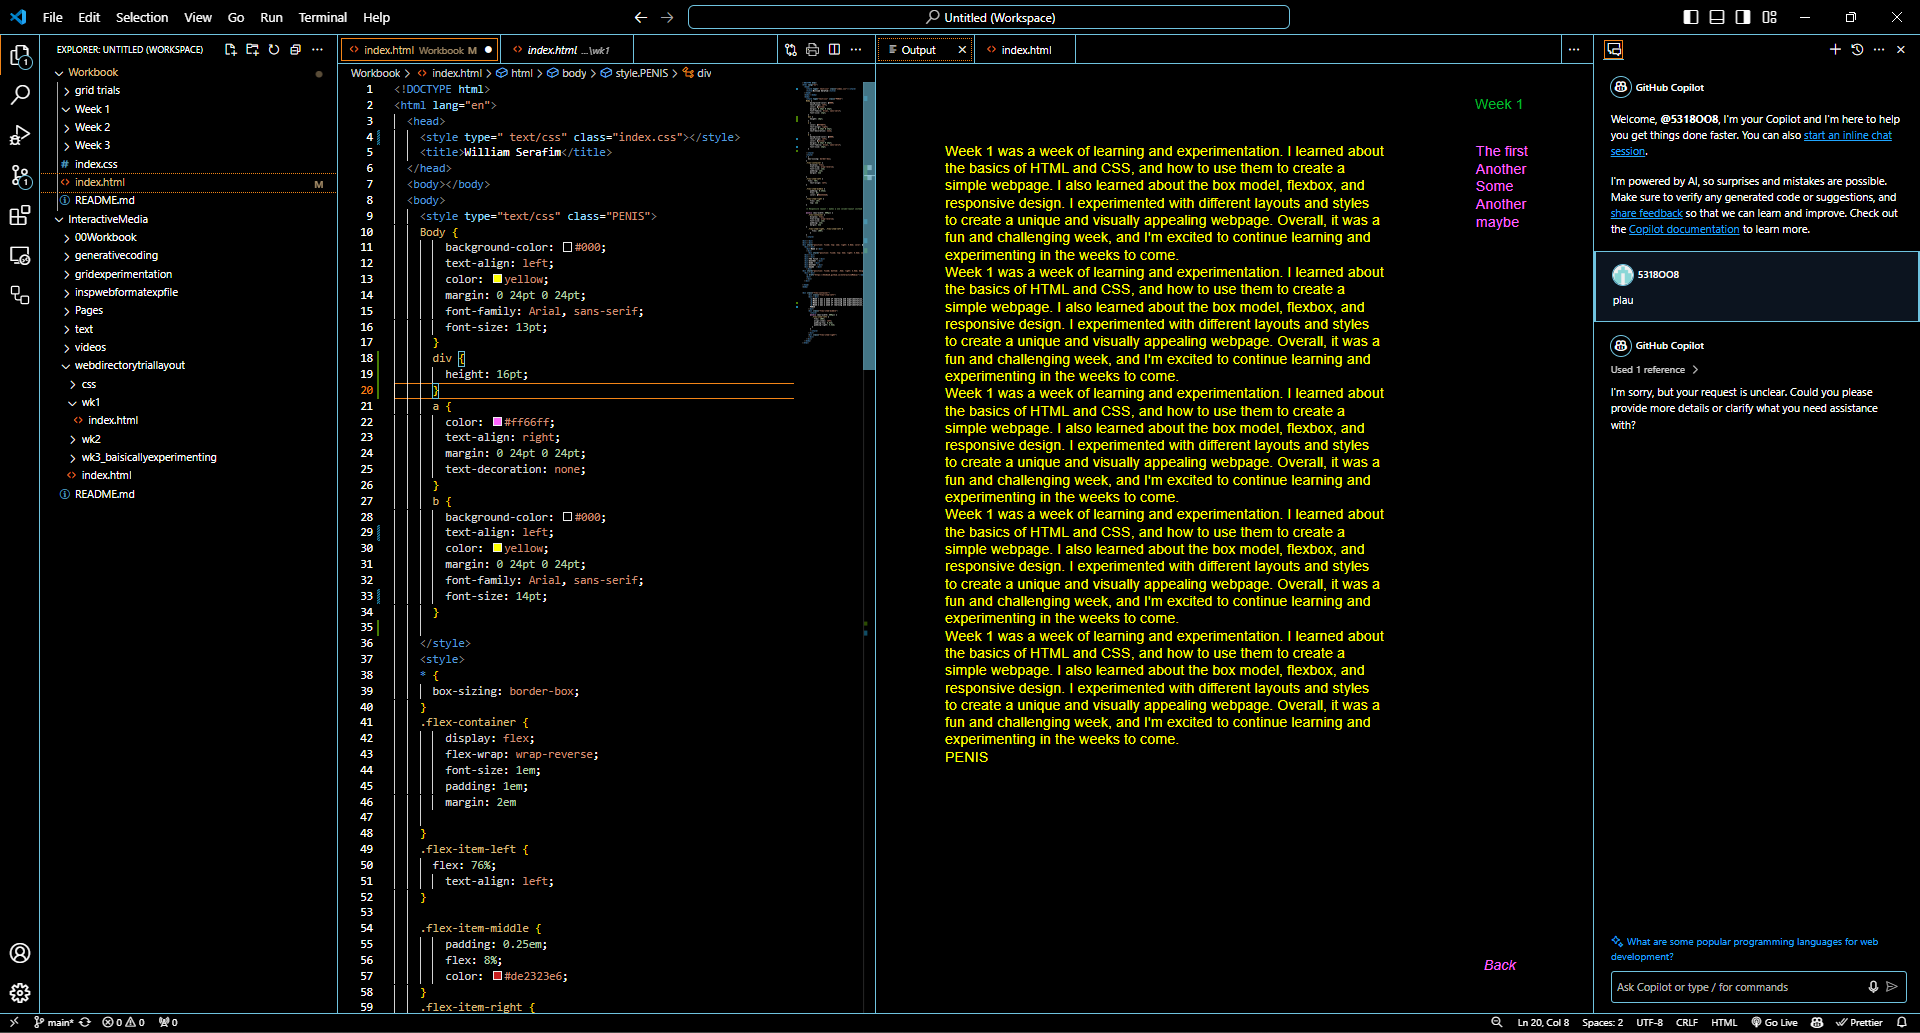 File Edit Selection View Go Run Terminal Help
Untitled (Workspace)
EXPLORER: UNTITLED (WORKSPACE)
Workbook
grid trials
Week 1
Week 2
Week 3
# index.css
index.html M
README.md
InteractiveMedia
00Workbook
generativecoding
gridexperimentation
inspwebformatexpfile
Pages
text
videos
webdirectorytriallayout
css
wk1
index.html
wk2
wk3_baisicallyexperimenting
index.html
README.md
index.html Workbook M
index.html ...\wk1
Workbook > index.html > html > body > style.PENIS > div
1 <!DOCTYPE html>
2 <html lang="en">
3 <head>
4 <style type=" text/css" class="index.css"></style>
5 <title>William Serafim</title>
6 </head>
7 <body></body>
8 <body>
9 <style type="text/css" class="PENIS">
10 Body {
11 background-color: #000;
12 text-align: left;
13 color: yellow;
14 margin: 0 24pt 0 24pt;
15 font-family: Arial, sans-serif;
16 font-size: 13pt;
17 }
18 div {
19 height: 16pt;
20 }
21 a {
22 color: #ff66ff;
23 text-align: right;
24 margin: 0 24pt 0 24pt;
25 text-decoration: none;
26 }
27 b {
28 background-color: #000;
29 text-align: left;
30 color: yellow;
31 margin: 0 24pt 0 24pt;
32 font-family: Arial, sans-serif;
33 font-size: 14pt;
34 }
35
36 </style>
37 <style>
38 * {
39 box-sizing: border-box;
40 }
41 .flex-container {
42 display: flex;
43 flex-wrap: wrap-reverse;
44 font-size: 1em;
45 padding: 1em;
46 margin: 2em
47
48 }
49 .flex-item-left {
50 flex: 76%;
51 text-align: left;
52 }
53
54 .flex-item-middle {
55 padding: 0.25em;
56 flex: 8%;
57 color: #de2323e6;
58 }
59 .flex-item-right {
Output
index.html
Week 1
Week 1 was a week of learning and experimentation. I learned about
the basics of HTML and CSS, and how to use them to create a
simple webpage. I also learned about the box model, flexbox, and
responsive design. I experimented with different layouts and styles
to create a unique and visually appealing webpage. Overall, it was a
fun and challenging week, and I'm excited to continue learning and
experimenting in the weeks to come.
Week 1 was a week of learning and experimentation. I learned about
the basics of HTML and CSS, and how to use them to create a
simple webpage. I also learned about the box model, flexbox, and
responsive design. I experimented with different layouts and styles
to create a unique and visually appealing webpage. Overall, it was a
fun and challenging week, and I'm excited to continue learning and
experimenting in the weeks to come.
Week 1 was a week of learning and experimentation. I learned about
the basics of HTML and CSS, and how to use them to create a
simple webpage. I also learned about the box model, flexbox, and
responsive design. I experimented with different layouts and styles
to create a unique and visually appealing webpage. Overall, it was a
fun and challenging week, and I'm excited to continue learning and
experimenting in the weeks to come.
Week 1 was a week of learning and experimentation. I learned about
the basics of HTML and CSS, and how to use them to create a
simple webpage. I also learned about the box model, flexbox, and
responsive design. I experimented with different layouts and styles
to create a unique and visually appealing webpage. Overall, it was a
fun and challenging week, and I'm excited to continue learning and
experimenting in the weeks to come.
Week 1 was a week of learning and experimentation. I learned about
the basics of HTML and CSS, and how to use them to create a
simple webpage. I also learned about the box model, flexbox, and
responsive design. I experimented with different layouts and styles
to create a unique and visually appealing webpage. Overall, it was a
fun and challenging week, and I'm excited to continue learning and
experimenting in the weeks to come.
PENIS
The first
Another
Some
Another
maybe
Back
GitHub Copilot
Welcome, @5318OO8, I'm your Copilot and I'm here to help
you get things done faster. You can also start an inline chat
session.
I'm powered by AI, so surprises and mistakes are possible.
Make sure to verify any generated code or suggestions, and
share feedback so that we can learn and improve. Check out
the Copilot documentation to learn more.
5318OO8
plau
GitHub Copilot
Used 1 reference >
I'm sorry, but your request is unclear. Could you please
provide more details or clarify what you need assistance
with?
What are some popular programming languages for web
development?
Ask Copilot or type / for commands
main* 0 0 0
Ln 20, Col 8 Spaces: 2 UTF-8 CRLF HTML Go Live Prettier